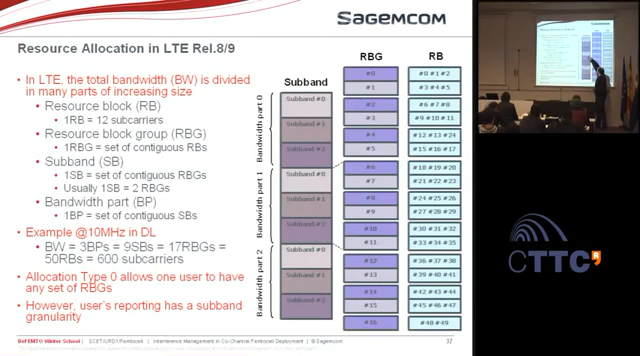 Sagemcom
Resource Allocation in LTE Rel.8/9
In LTE, the total bandwidth (BW) is divided
in many parts of increasing size
Resource block (RB)
1RB = 12 subcarriers
Resource block group (RBG)
1RBG = set of contiguous RBs
Subband (SB)
1SB = set of contiguous RBGs
Usually 1SB = 2 RBGs
Bandwidth part (BP)
1BP = set of contiguous SBs
Example @10MHz in DL
BW = 3BPs = 9SBs = 17RBGs =
50RBs = 600 subcarriers
Allocation Type 0 allows one user to have
any set of RBGs
However, user's reporting has a subband
granularity
Subband
Bandwidth part 0
Subband #0
Subband #1
Subband #2
Bandwidth part 1
Subband #0
Subband #1
Subband #2
Bandwidth part 2
Subband #0
Subband #1
Subband #2
RBG
#0
#1
#2
#3
#4
#5
#6
#7
#8
#9
#10
#11
#12
#13
#14
#15
#16
RB
#0 #1 #2
#3 #4 #5
#6 #7 #8
#9 #10 #11
#12 #13 #24
#15 #16 #17
#18 #19 #20
#21 #22 #23
#24 #25 #26
#27 #28 #29
#30 #31 #32
#33 #34 #35
#36 #37 #38
#39 #40 #41
#42 #43 #44
#45 #46 #47
#48 #49
BeFEMTO Winter School
SCET/URD1/Femtocell
Interference Management in Co-Channel Femtocell Deployment
© Sagemcom
CTTC